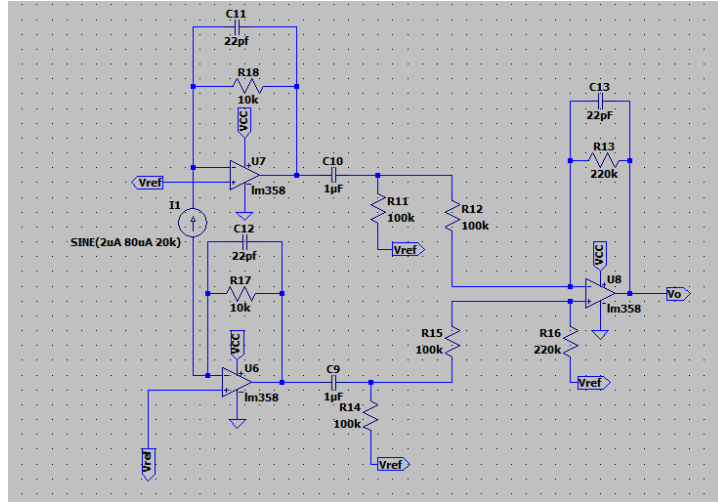 C11
22pf
R18
10k
VCC
U7
lm358
Vref
C10
1µF
R11
100k
Vref
R12
100k
C13
22pF
R13
220k
VCC
U8
lm358
Vo
I1
SINE(2uA 80uA 20k)
C12
22pf
R17
10k
VCC
U6
lm358
Vref
C9
1µF
R14
100k
Vref
R15
100k
R16
220k
Vref